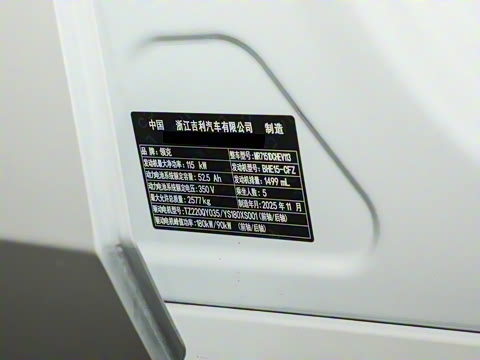 中国 浙江吉利汽车有限公司 制造
品牌：领克 整车型号：MR7151DCHEV113
发动机最大净功率：115 kW 发动机型号：BHE15-CFZ
动力电池系统额定容量：52.5 Ah 发动机排量：1499 mL
动力电池系统额定电压：350 V 乘坐人数：5
最大允许总质量：2577 kg 制造年月：2025 年 11 月
驱动电机型号：TZ220QY035/YS180XS001（前轴/后轴）
驱动电机峰值功率：180kW/90kW （前轴/后轴）